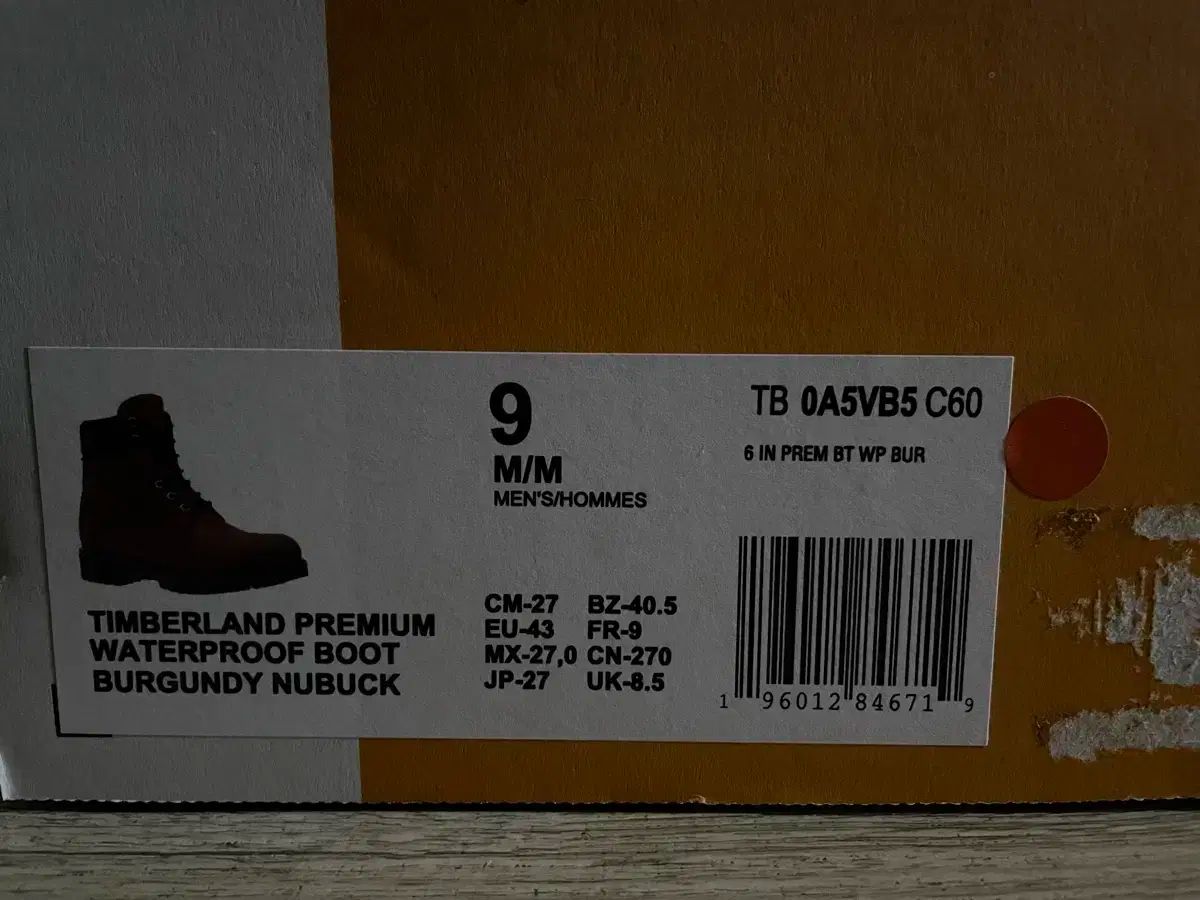 9
M/M
MEN'S/HOMMES
TB 0A5VB5 C60
6 IN PREM BT WP BUR
TIMBERLAND PREMIUM
WATERPROOF BOOT
BURGUNDY NUBUCK
CM-27 BZ-40.5
EU-43 FR-9
MX-27,0 CN-270
JP-27 UK-8.5
1 96012 84671 9